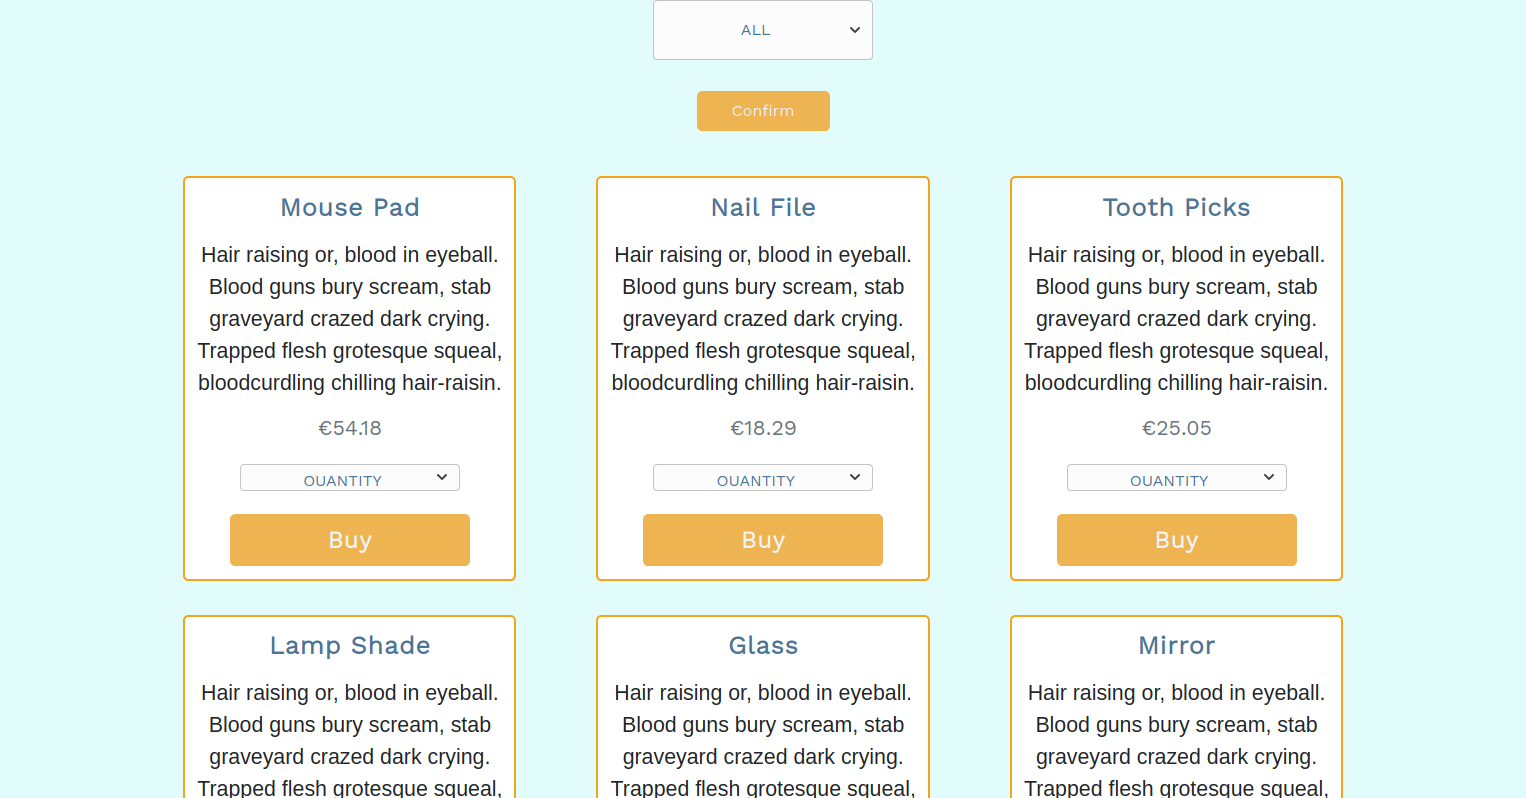 ALL
Confirm
Mouse Pad
Hair raising or, blood in eyeball.
Blood guns bury scream, stab
graveyard crazed dark crying.
Trapped flesh grotesque squeal,
bloodcurdling chilling hair-raisin.
€54.18
QUANTITY
Buy
Nail File
Hair raising or, blood in eyeball.
Blood guns bury scream, stab
graveyard crazed dark crying.
Trapped flesh grotesque squeal,
bloodcurdling chilling hair-raisin.
€18.29
QUANTITY
Buy
Tooth Picks
Hair raising or, blood in eyeball.
Blood guns bury scream, stab
graveyard crazed dark crying.
Trapped flesh grotesque squeal,
bloodcurdling chilling hair-raisin.
€25.05
QUANTITY
Buy
Lamp Shade
Hair raising or, blood in eyeball.
Blood guns bury scream, stab
graveyard crazed dark crying.
Trapped flesh grotesque squeal,
Glass
Hair raising or, blood in eyeball.
Blood guns bury scream, stab
graveyard crazed dark crying.
Trapped flesh grotesque squeal,
Mirror
Hair raising or, blood in eyeball.
Blood guns bury scream, stab
graveyard crazed dark crying.
Trapped flesh grotesque squeal,